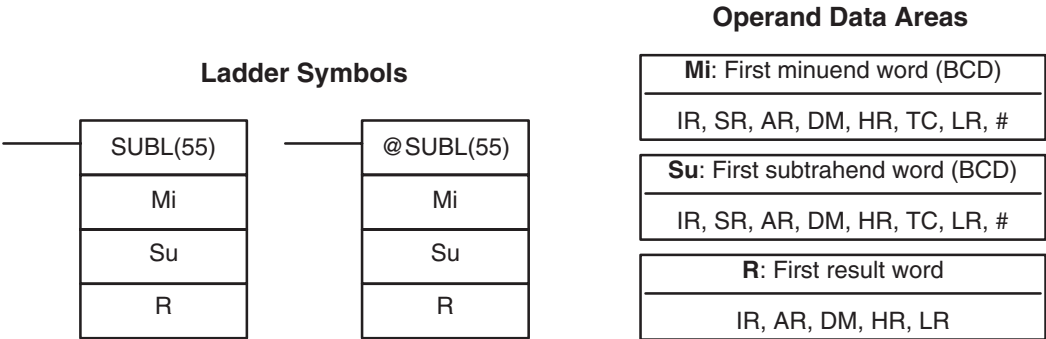 Ladder Symbols
SUBL(55)
Mi
Su
R
@SUBL(55)
Mi
Su
R
Operand Data Areas
Mi: First minuend word (BCD)
IR, SR, AR, DM, HR, TC, LR, #
Su: First subtrahend word (BCD)
IR, SR, AR, DM, HR, TC, LR, #
R: First result word
IR, AR, DM, HR, LR